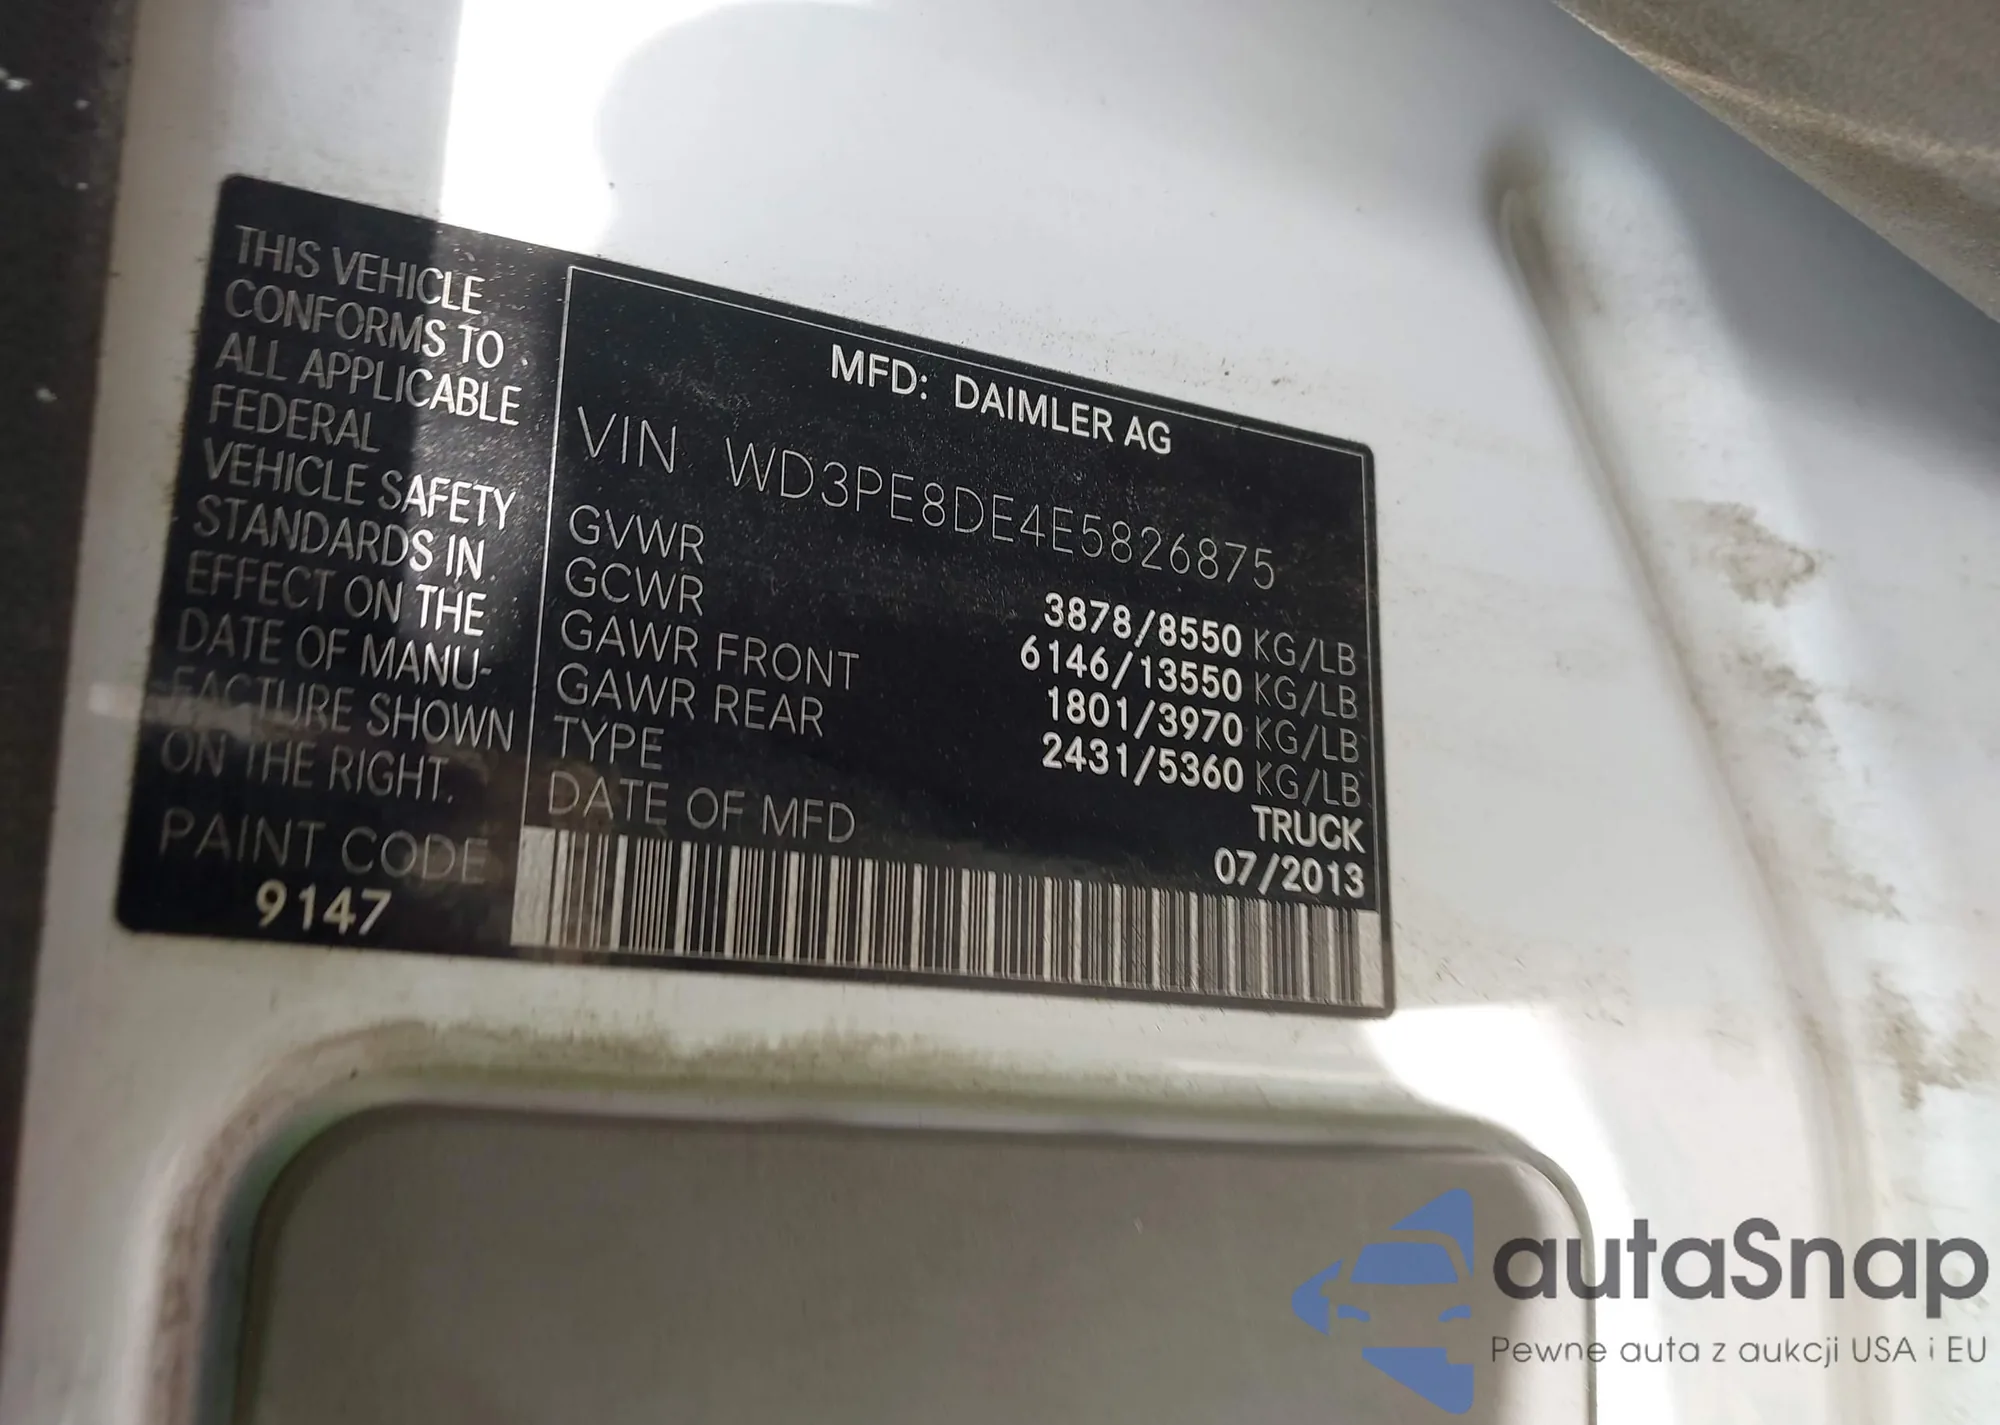 THIS VEHICLE
CONFORMS TO
ALL APPLICABLE
FEDERAL
VEHICLE SAFETY
STANDARDS IN
EFFECT ON THE
DATE OF MANU-
FACTURE SHOWN
ON THE RIGHT.
PAINT CODE
9147
MFD: DAIMLER AG
VIN WD3PE8DE4E5826875
GVWR 3878/8550 KG/LB
GCWR 6146/13550 KG/LB
GAWR FRONT 1801/3970 KG/LB
GAWR REAR 2431/5360 KG/LB
TYPE TRUCK
DATE OF MFD 07/2013
autaSnap
Pewne auta z aukcji USA i EU